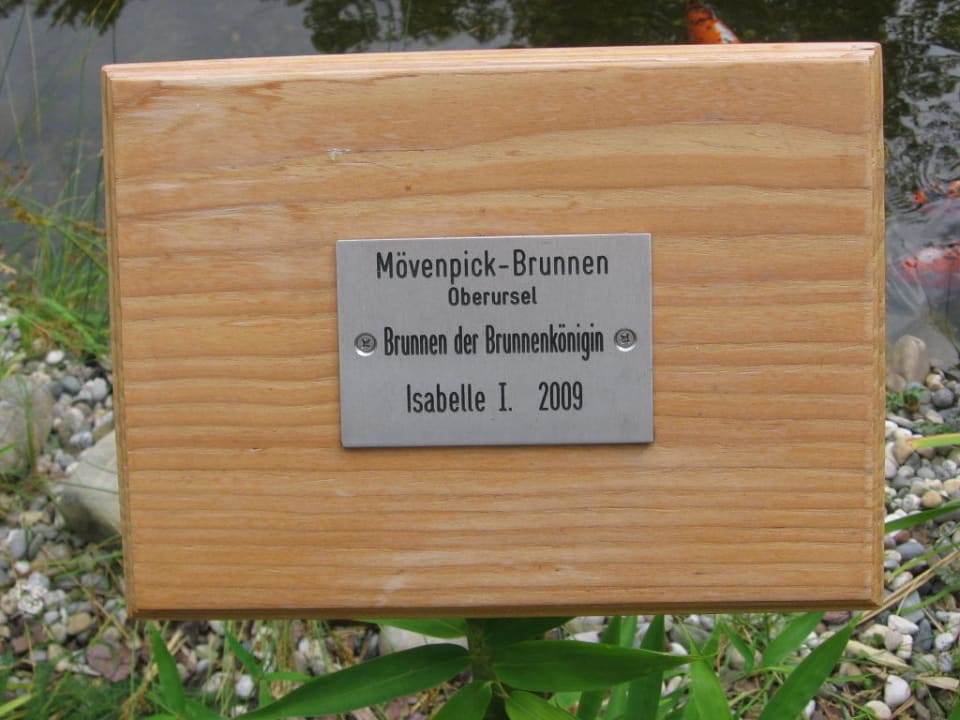 Mövenpick-Brunnen
Oberursel
Brunnen der Brunnenkönigin
Isabelle I. 2009